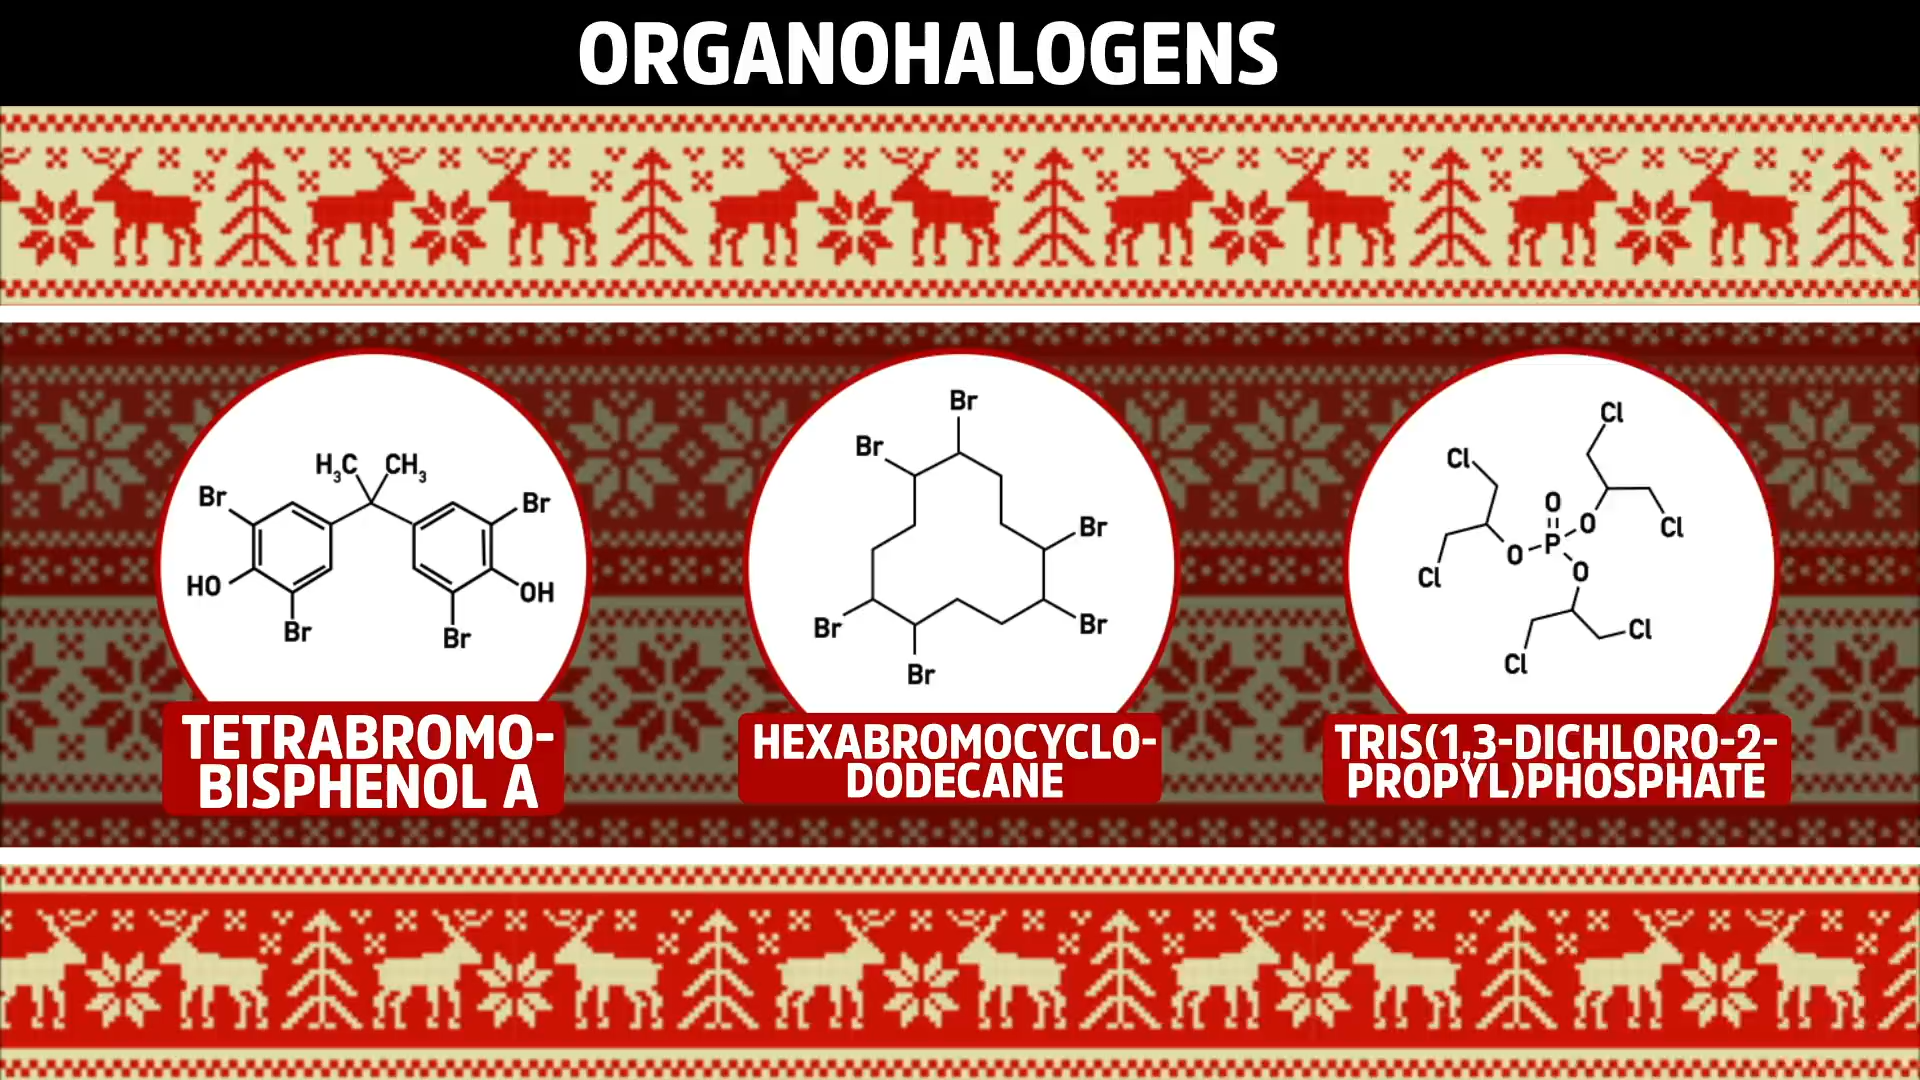 ORGANOHALOGENS
H₃C CH₃
Br
Br
HO
OH
Br
Br
TETRABROMO-
BISPHENOL A
Br
Br
Br
Br
Br
Br
HEXABROMOCYCLO-
DODECANE
Cl
Cl
O
O
Cl
O
P
Cl
O
Cl
Cl
TRIS(1,3-DICHLORO-2-
PROPYL)PHOSPHATE